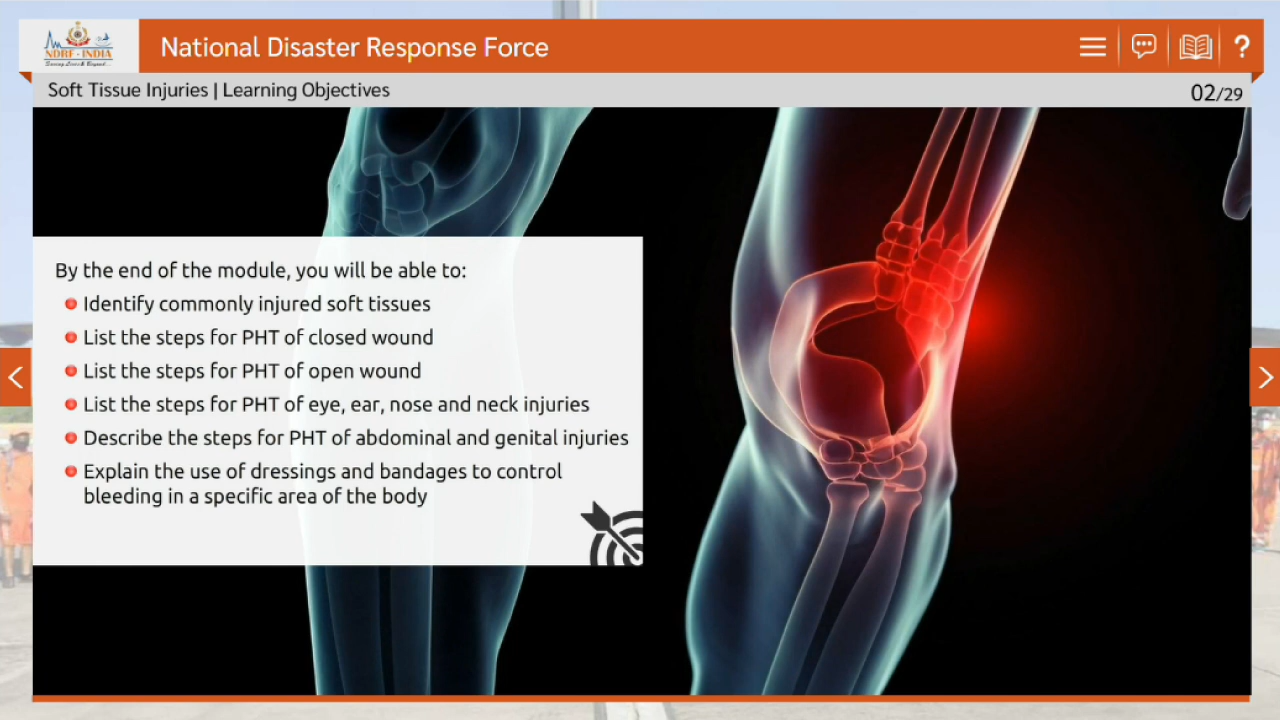 NDRF - INDIA
Saving Lives & Beyond...
National Disaster Response Force
?
Soft Tissue Injuries | Learning Objectives
02/29
By the end of the module, you will be able to:
Identify commonly injured soft tissues
List the steps for PHT of closed wound
List the steps for PHT of open wound
List the steps for PHT of eye, ear, nose and neck injuries
Describe the steps for PHT of abdominal and genital injuries
Explain the use of dressings and bandages to control
bleeding in a specific area of the body